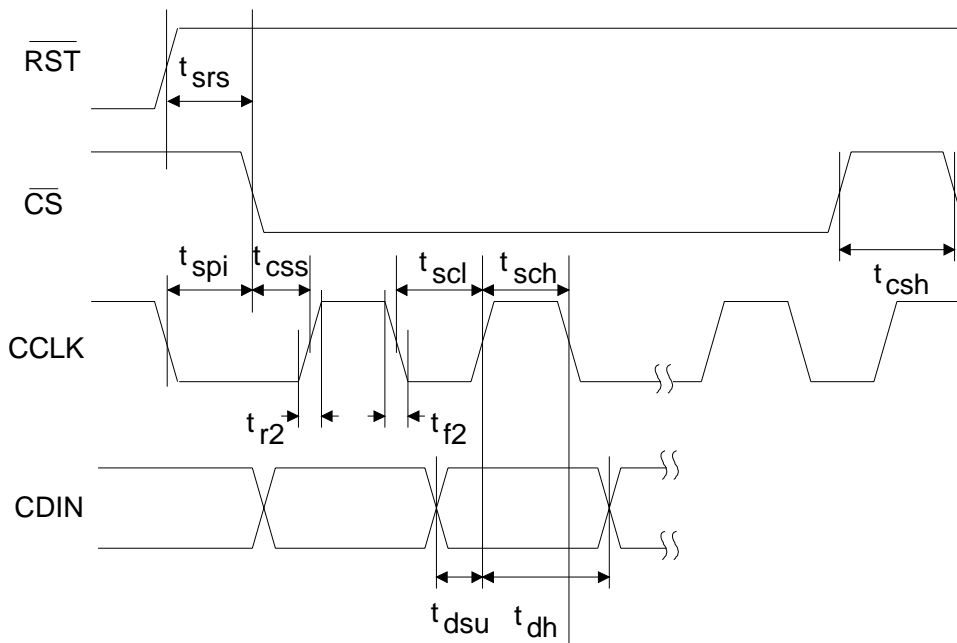 RST
t srs
CS
t spi
t css
t scl
t sch
t csh
CCLK
t r2
t f2
CDIN
t dsu
t dh